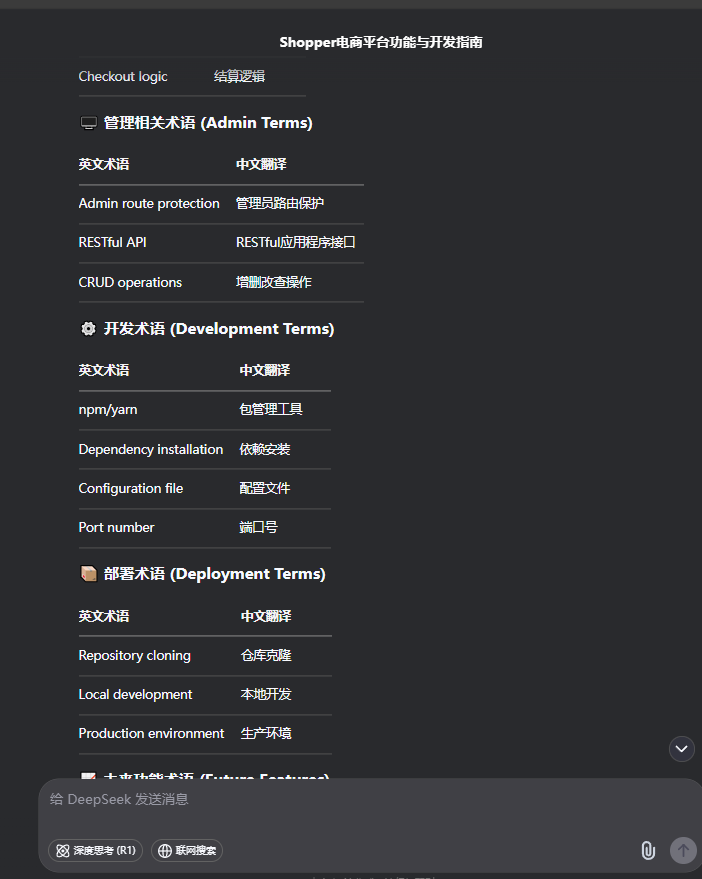 Shopper电商平台功能与开发指南
Checkout logic 结算逻辑
管理相关术语 (Admin Terms)
英文术语 中文翻译
Admin route protection 管理员路由保护
RESTful API RESTful应用程序接口
CRUD operations 增删改查操作
开发术语 (Development Terms)
英文术语 中文翻译
npm/yarn 包管理工具
Dependency installation 依赖安装
Configuration file 配置文件
Port number 端口号
部署术语 (Deployment Terms)
英文术语 中文翻译
Repository cloning 仓库克隆
Local development 本地开发
Production environment 生产环境
未来功能术语 (Future Features)
给 DeepSeek 发送消息
深度思考 (R1) 联网搜索